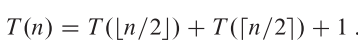 T(n) = T(⌊n/2⌋) + T(⌈n/2⌉) + 1 .